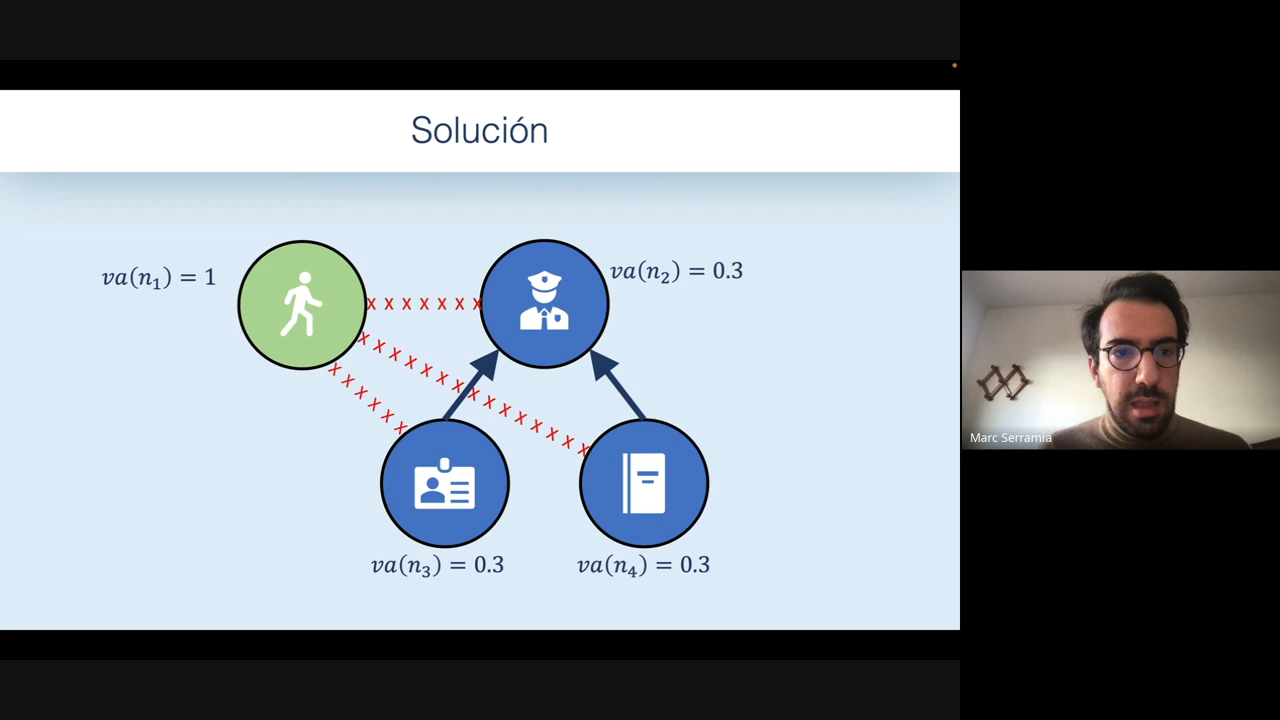 Solución
va(n₁) = 1
va(n₂) = 0.3
x x x x x x x
x x x x x x x x x x x x x x x
x x x x x x
va(n₃) = 0.3
va(n₄) = 0.3
Marc Serramia